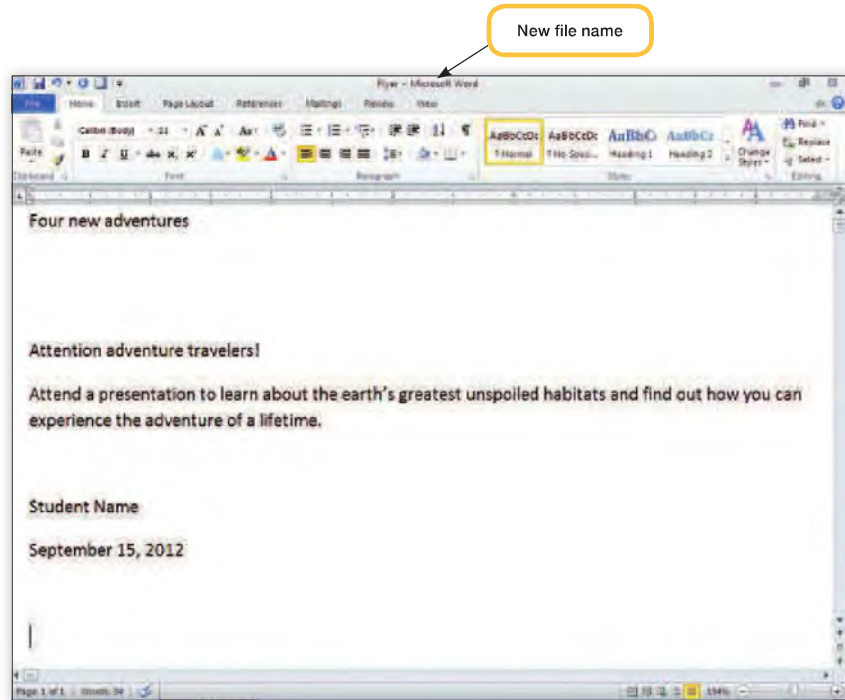 New file name
Flyer - Microsoft Word
File Home Insert Page Layout References Mailings Review View
Calibri (Body) 11 A A Aa
AaBbCcDc AaBbCcDc AaBbC AaBbCc
Find
Replace
Select
Paste
B I U abc X, X² A
¶ Normal ¶ No Spaci... Heading 1 Heading 2
Change Styles
Clipboard Font Paragraph Styles Editing
Four new adventures
Attention adventure travelers!
Attend a presentation to learn about the earth's greatest unspoiled habitats and find out how you can
experience the adventure of a lifetime.
Student Name
September 15, 2012
Page 1 of 1 Words: 34